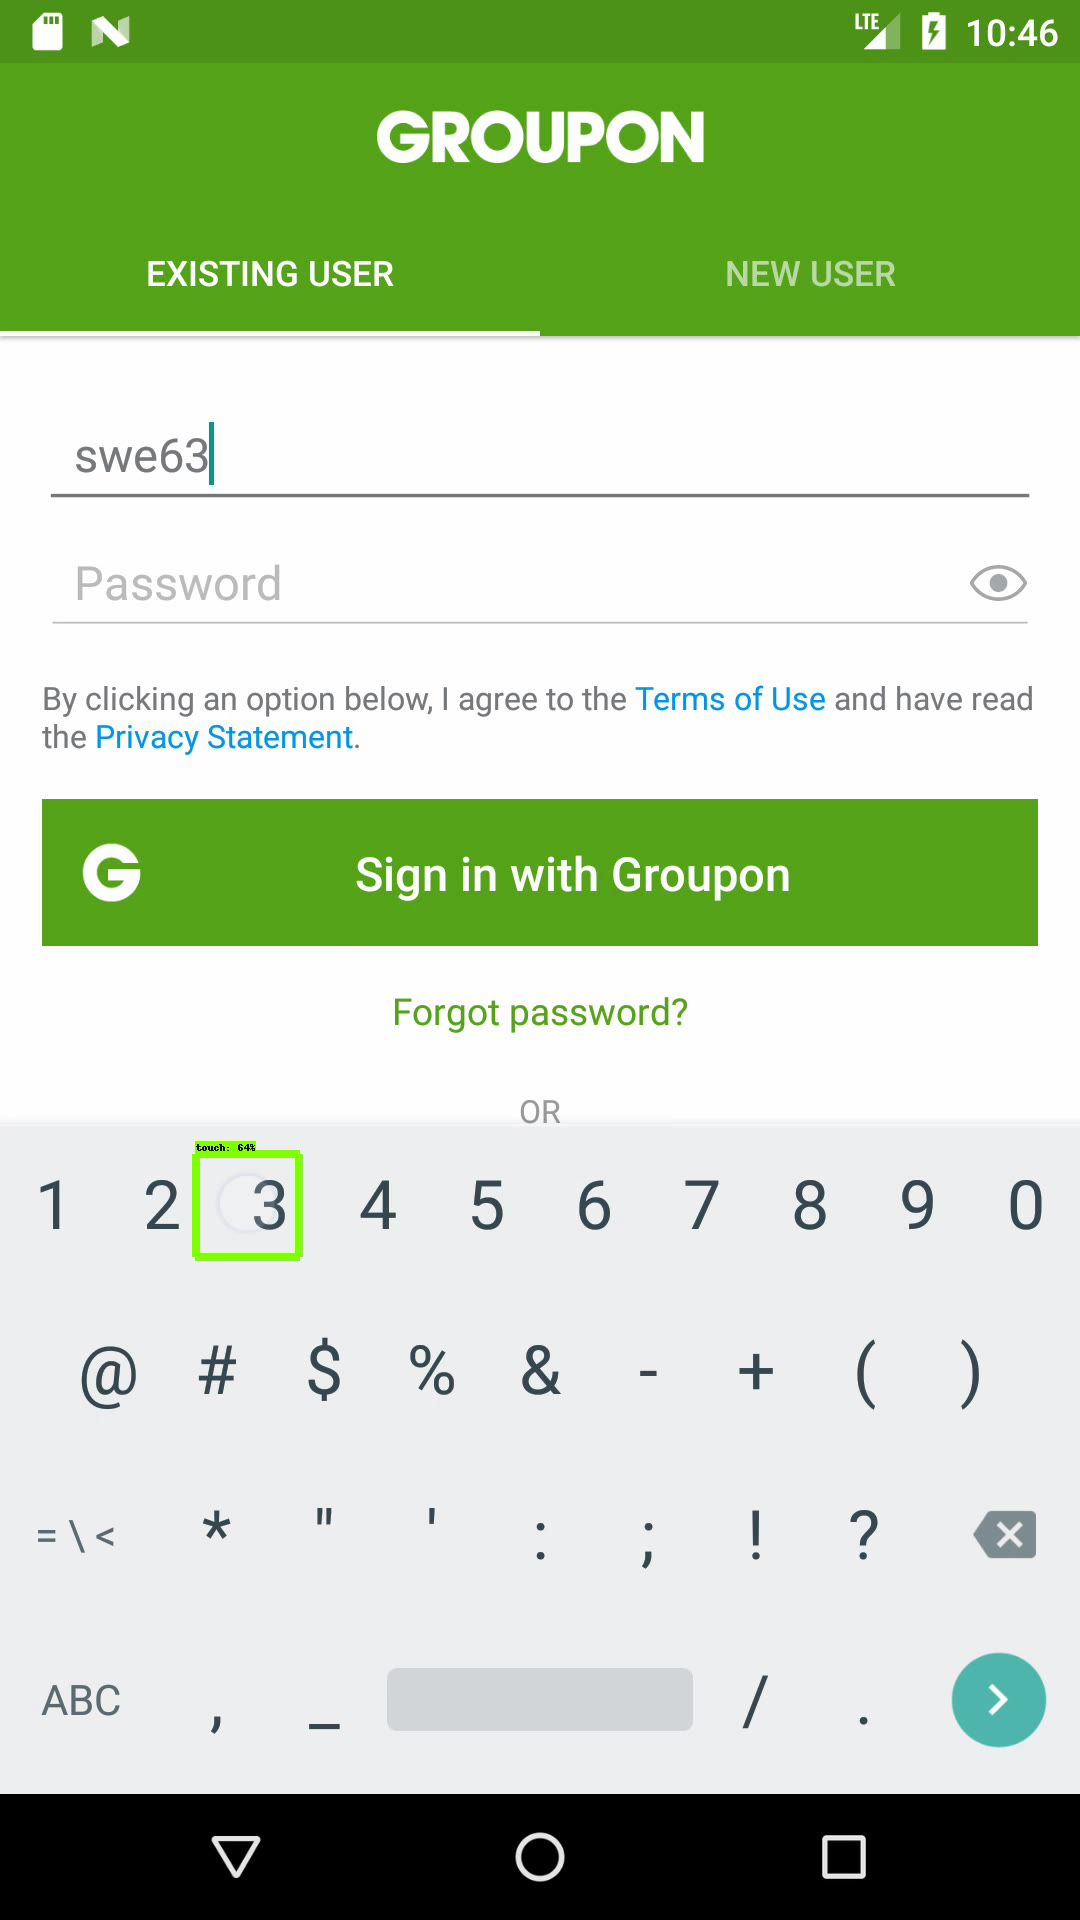 LTE 10:46
GROUPON
EXISTING USER NEW USER
swe63
Password
By clicking an option below, I agree to the Terms of Use and have read
the Privacy Statement.
G Sign in with Groupon
Forgot password?
OR
touch: 64%
1 2 3 4 5 6 7 8 9 0
@ # $ % & - + ( )
= \ < * " ' : ; ! ?
ABC , _ / .